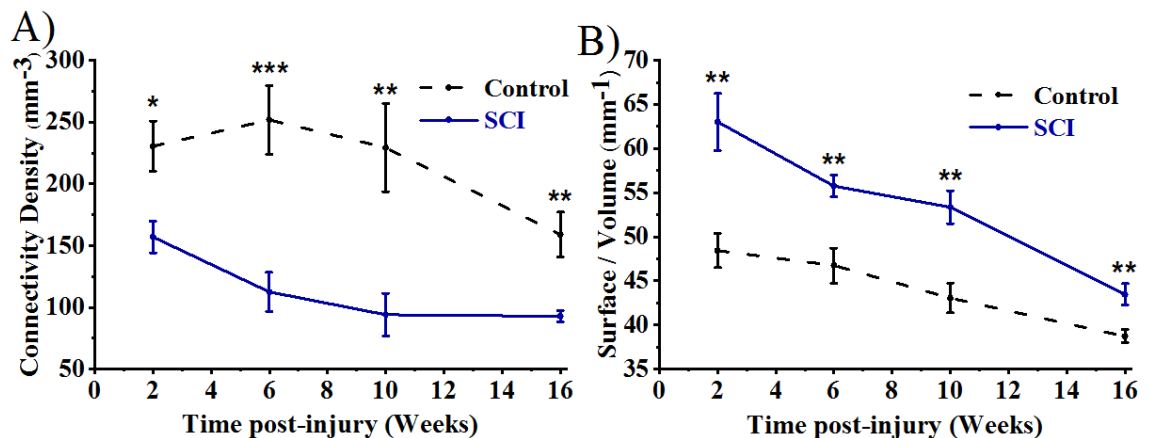 A)
Connectivity Density (mm-3)
300
250
200
150
100
50
*
***
**
**
Control
SCI
0 2 4 6 8 10 12 14 16
Time post-injury (Weeks)
B)
Surface / Volume (mm-1)
70
65
60
55
50
45
40
35
**
**
**
**
Control
SCI
0 2 4 6 8 10 12 14 16
Time post-injury (Weeks)